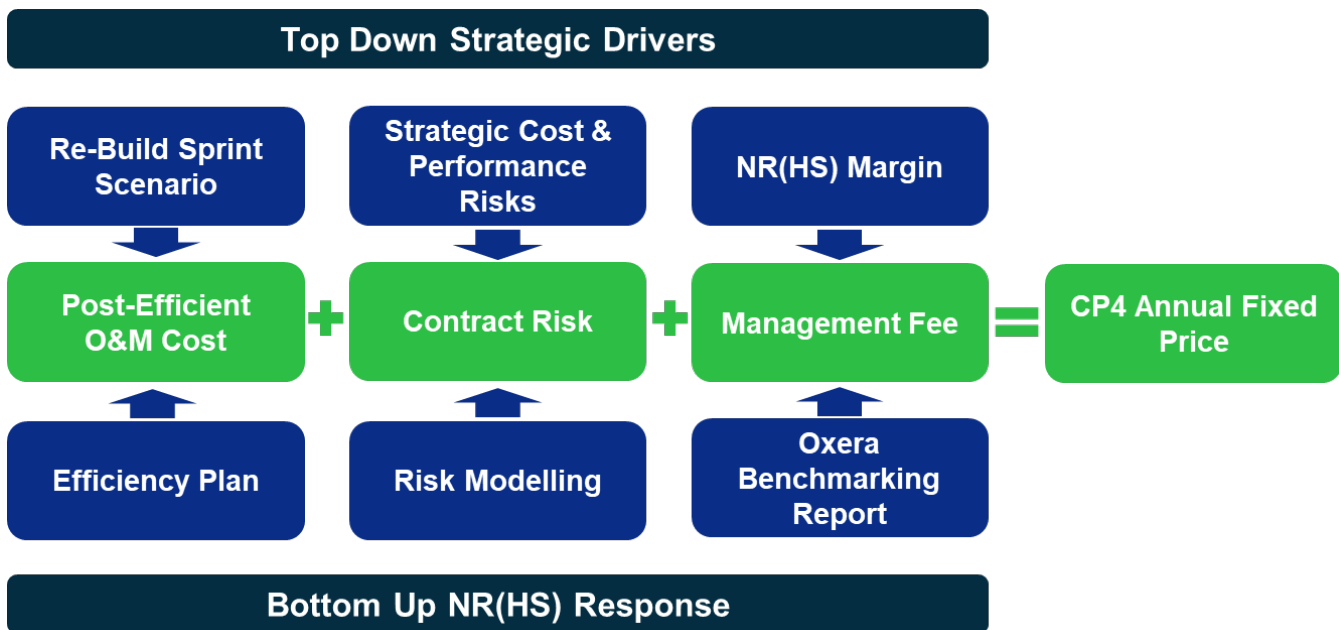 Top Down Strategic Drivers
Re-Build Sprint
Scenario
Strategic Cost &
Performance
Risks
NR(HS) Margin
Post-Efficient
O&M Cost
+
Contract Risk
+
Management Fee
=
CP4 Annual Fixed
Price
Efficiency Plan
Risk Modelling
Oxera
Benchmarking
Report
Bottom Up NR(HS) Response